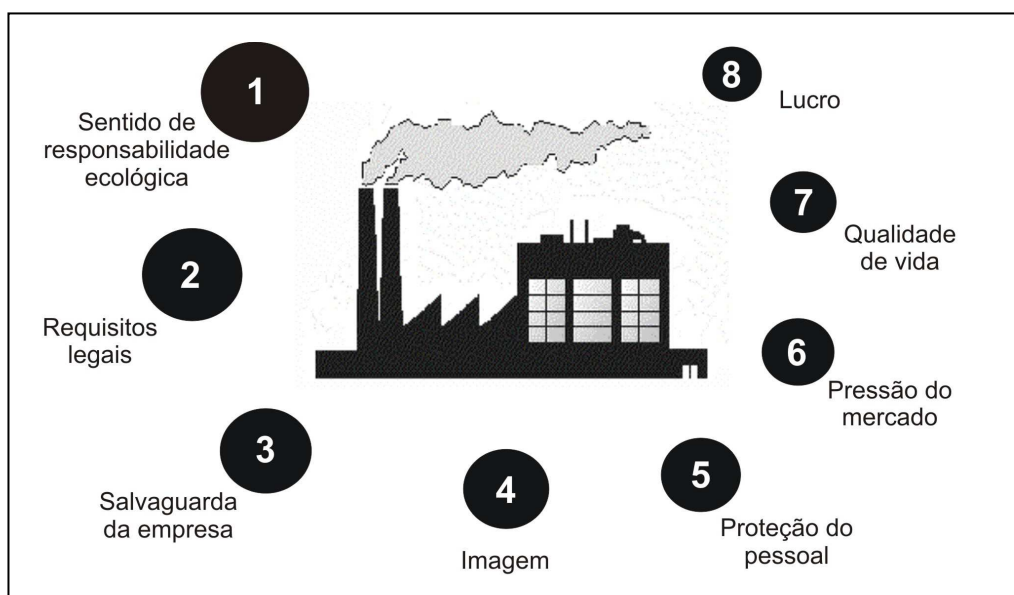 1
Sentido de
responsabilidade
ecológica
2
Requisitos
legais
3
Salvaguarda
da empresa
4
Imagem
5
Proteção do
pessoal
6
Pressão do
mercado
7
Qualidade
de vida
8
Lucro